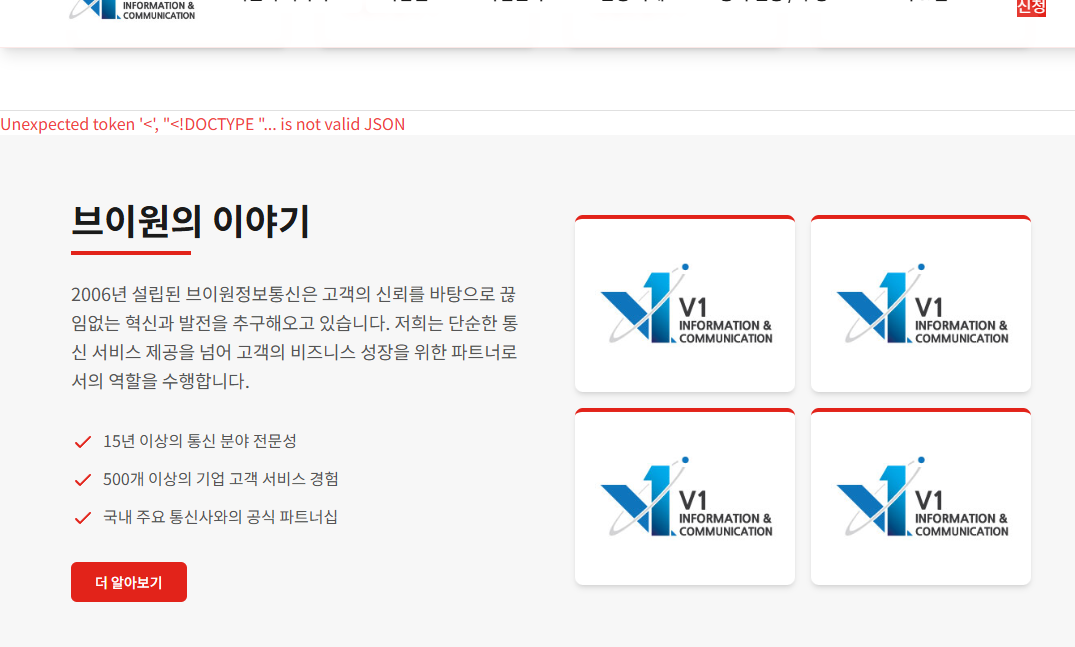 INFORMATION &
COMMUNICATION
신청
Unexpected token '<', "<!DOCTYPE "... is not valid JSON
브이원의 이야기
2006년 설립된 브이원정보통신은 고객의 신뢰를 바탕으로 끊
임없는 혁신과 발전을 추구해오고 있습니다. 저희는 단순한 통
신 서비스 제공을 넘어 고객의 비즈니스 성장을 위한 파트너로
서의 역할을 수행합니다.
15년 이상의 통신 분야 전문성
500개 이상의 기업 고객 서비스 경험
국내 주요 통신사와의 공식 파트너십
더 알아보기
V1
INFORMATION &
COMMUNICATION
V1
INFORMATION &
COMMUNICATION
V1
INFORMATION &
COMMUNICATION
V1
INFORMATION &
COMMUNICATION